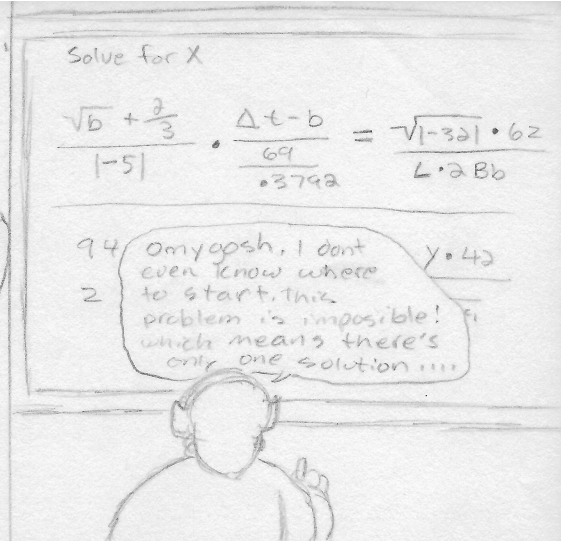 Solve for X
√b + 2/3 / |-5| • Δt-b / 69/.3792 = √|-32| • 62 / L•2Bb
94
2
y • 42
omygosh, I dont
even know where
to start. This
problem is imposible!
which means there's
only one solution ....